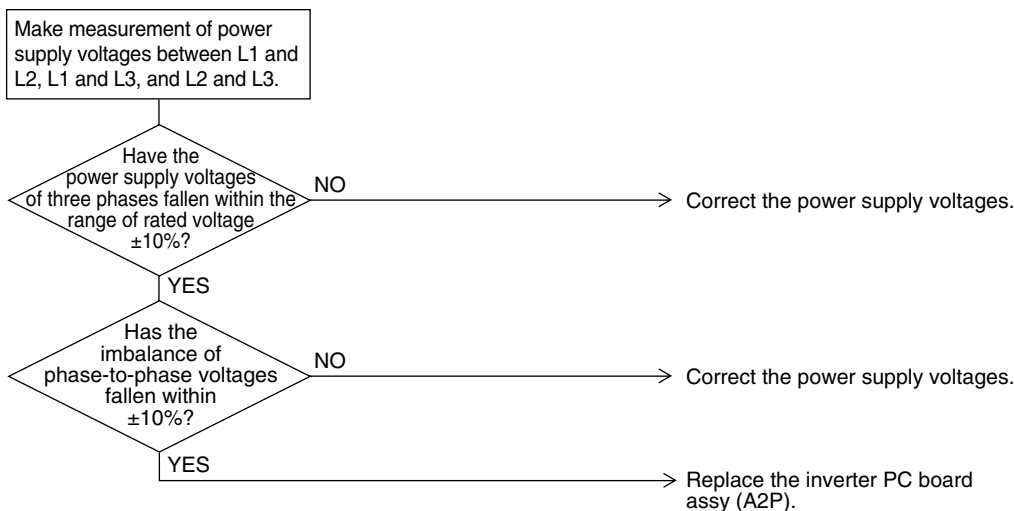 Make measurement of power
supply voltages between L1 and
L2, L1 and L3, and L2 and L3.
Have the
power supply voltages
of three phases fallen within the
range of rated voltage
±10%?
NO
Correct the power supply voltages.
YES
Has the
imbalance of
phase-to-phase voltages
fallen within
±10%?
NO
Correct the power supply voltages.
YES
Replace the inverter PC board
assy (A2P).